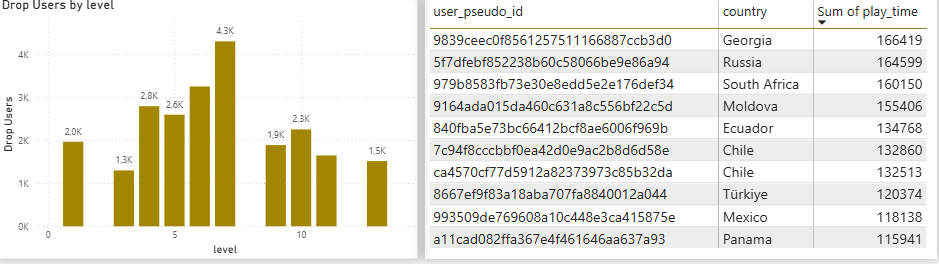 Drop Users by level
4,3K
4K
2,8K
2,6K
3K
Drop Users
2,3K
2,0K
1,9K
2K
1,5K
1,3K
1K
0K
0
5
10
level
user_pseudo_id country Sum of play_time
9839ceec0f8561257511166887ccb3d0 Georgia 166419
5f7dfebf852238b60c58066be9e86a94 Russia 164599
979b8583fb73e30e8edd5e2e176def34 South Africa 160150
9164ada015da460c631a8c556bf22c5d Moldova 155406
840fba5e73bc66412bcf8ae6006f969b Ecuador 134768
7c94f8cccbbf0ea42d0e9ac2b8d6d58e Chile 132860
ca4570cf77d5912a82373973c85b32da Chile 132513
8667ef9f83a18aba707fa8840012a044 Türkiye 120374
993509de769608a10c448e3ca415875e Mexico 118138
a11cad082ffa367e4f461646aa637a93 Panama 115941